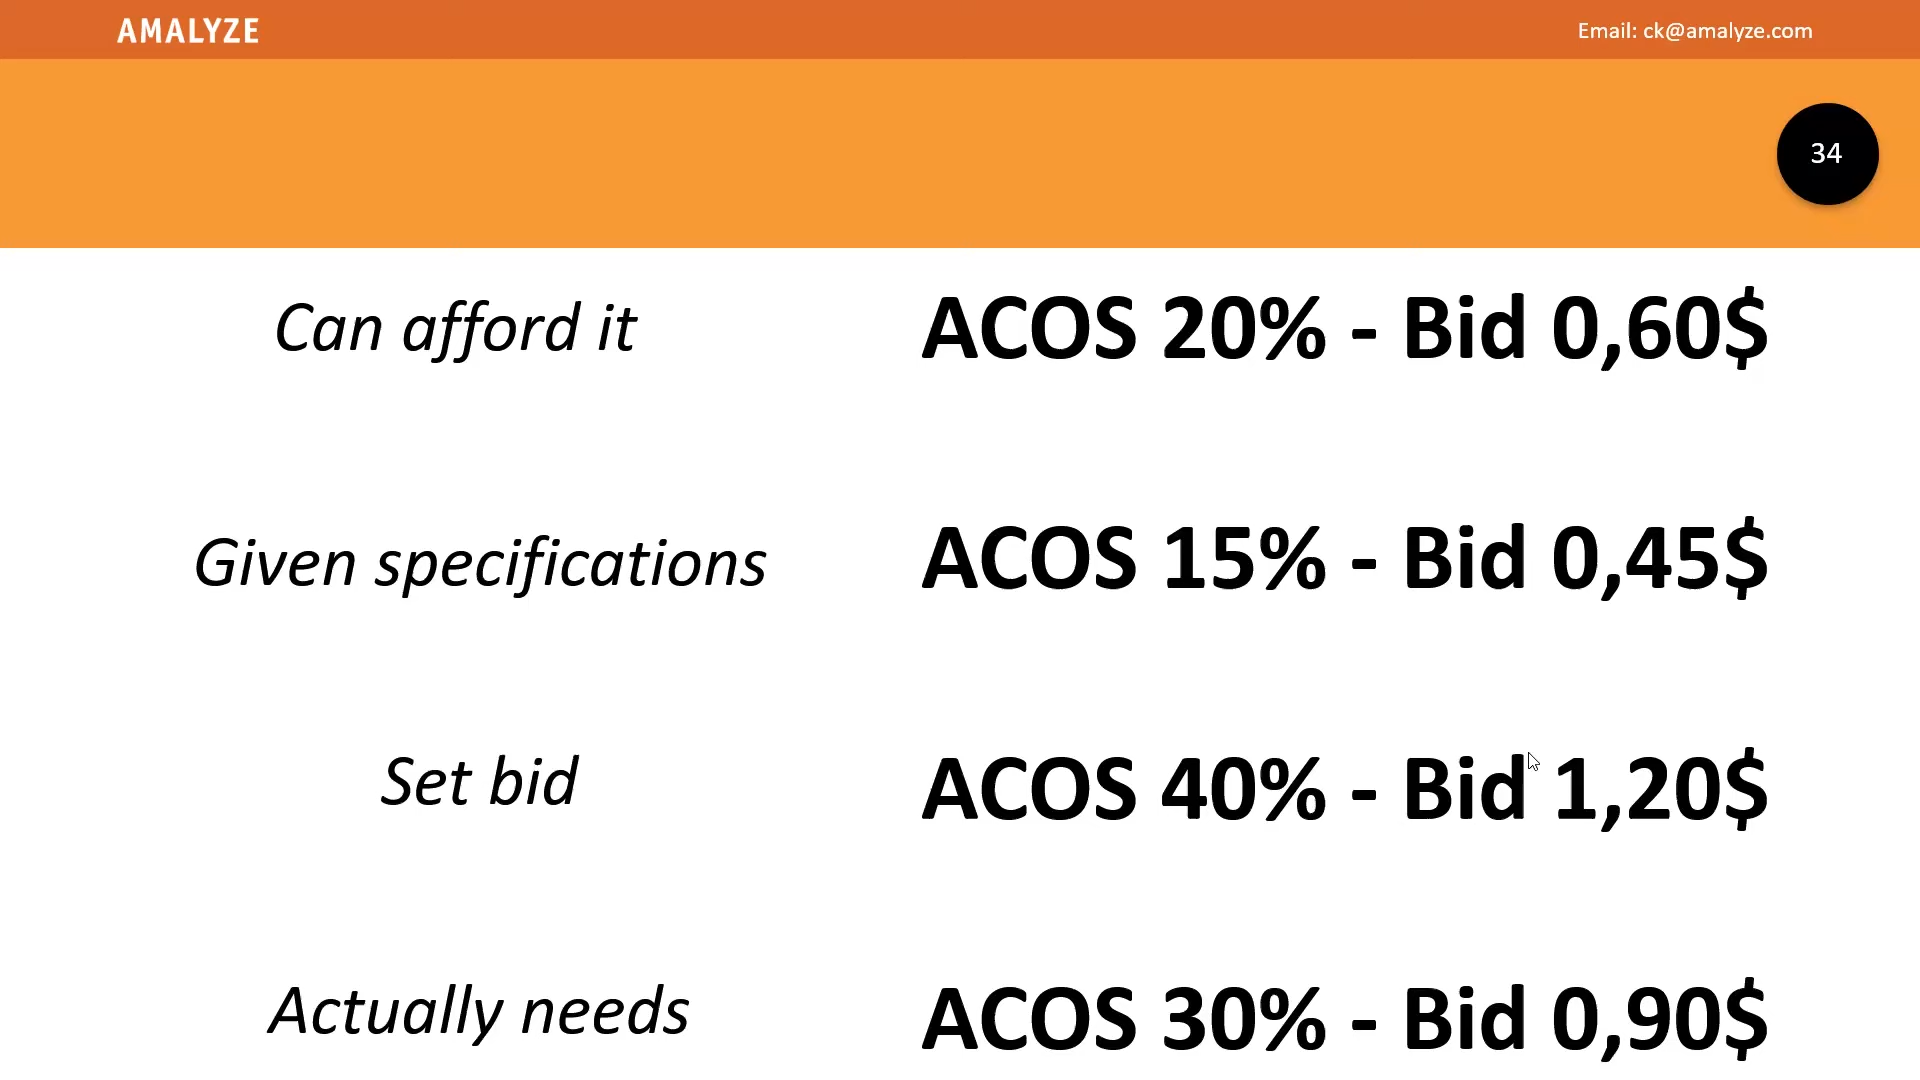 AMALYZE
Email: ck@amalyze.com
34
Can afford it
ACOS 20% - Bid 0,60$
Given specifications
ACOS 15% - Bid 0,45$
Set bid
ACOS 40% - Bid 1,20$
Actually needs
ACOS 30% - Bid 0,90$